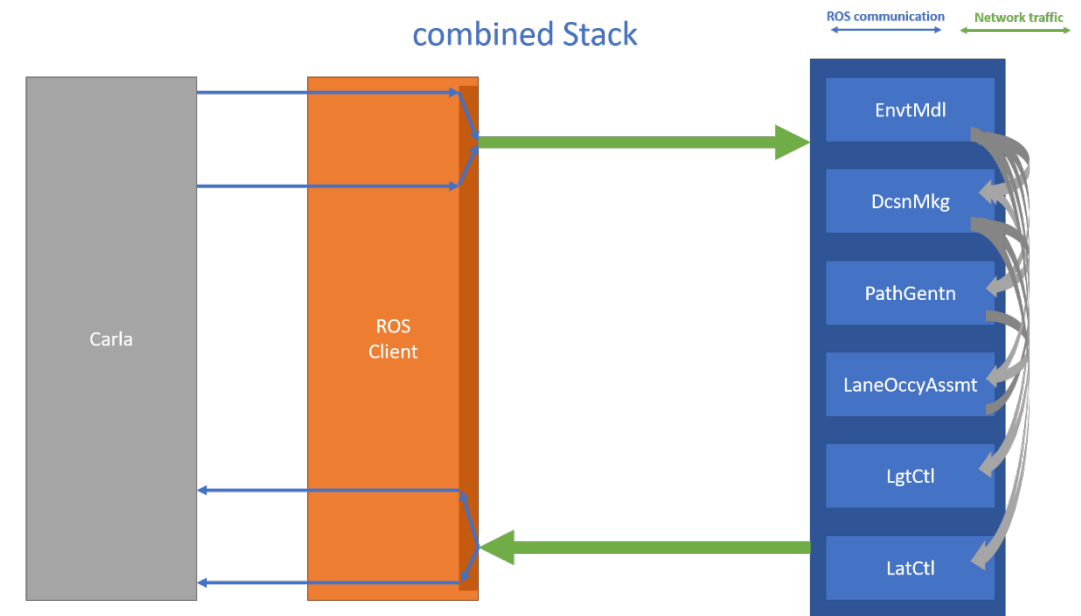 combined Stack
ROS communication
Network traffic
Carla
ROS
Client
EnvtMdl
DcsnMkg
PathGentn
LaneOccyAssmt
LgtCtl
LatCtl